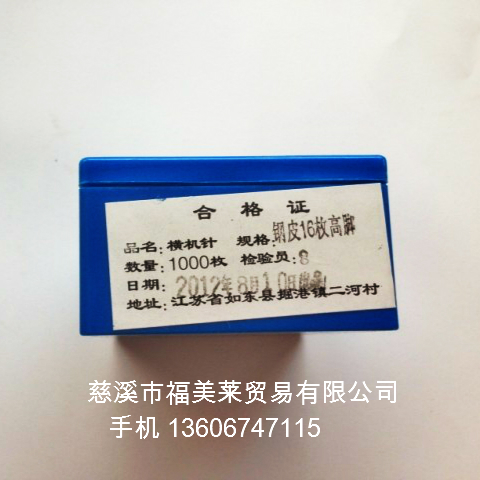 合格证
品名：横机针 规格：钢皮16枚高脚
数量：1000枚 检验员：8
日期：2012年8月10日
地址：江苏省如东县掘港镇二河村
慈溪市福美莱贸易有限公司
手机 13606747115